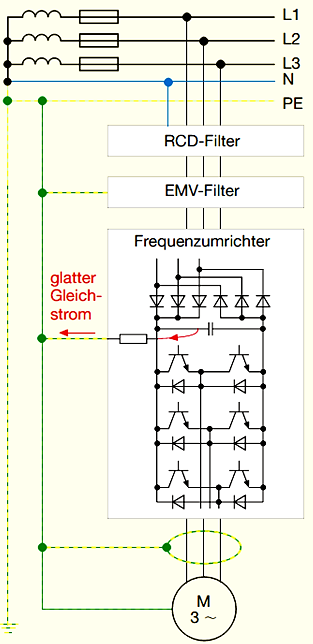 L1
L2
L3
N
PE
RCD-Filter
EMV-Filter
Frequenzumrichter
glatter
Gleich-
strom
M
3 ~